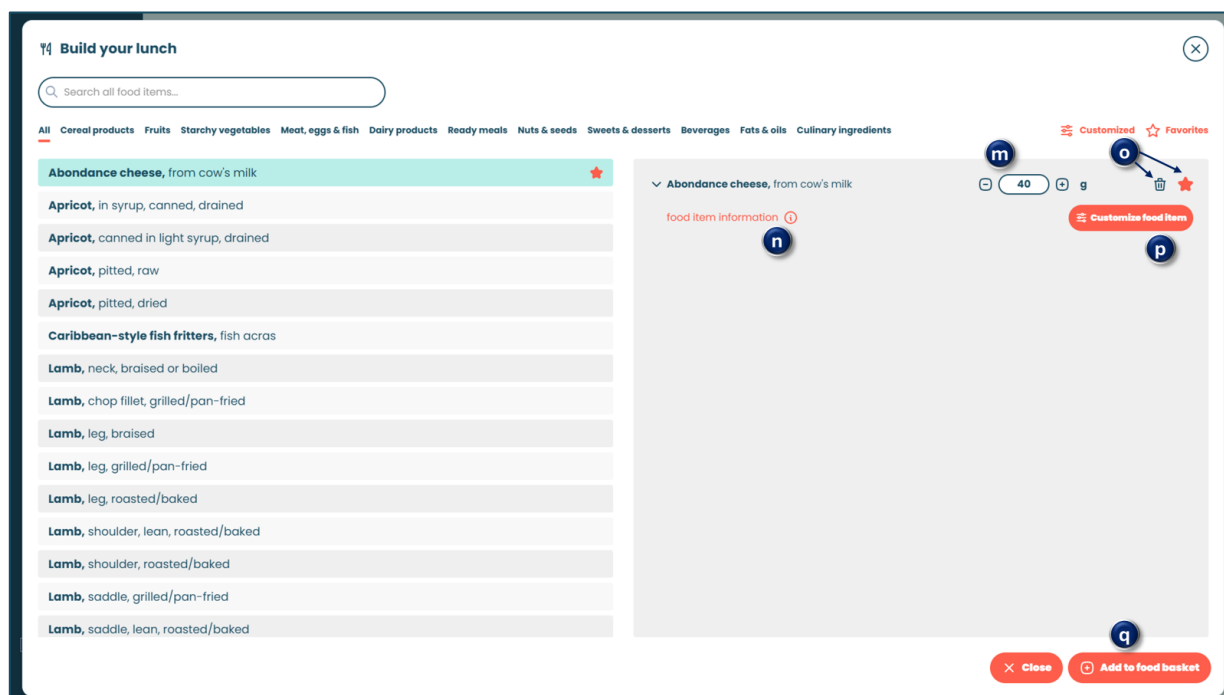 Build your lunch
Search all food items...
All Cereal products Fruits Starchy vegetables Meat, eggs & fish Dairy products Ready meals Nuts & seeds Sweets & desserts Beverages Fats & oils Culinary ingredients Customized Favorites
m
o
Abondance cheese, from cow's milk
Apricot, in syrup, canned, drained
Apricot, canned in light syrup, drained
Apricot, pitted, raw
Apricot, pitted, dried
Caribbean-style fish fritters, fish acras
Lamb, neck, braised or boiled
Lamb, chop fillet, grilled/pan-fried
Lamb, leg, braised
Lamb, leg, grilled/pan-fried
Lamb, leg, roasted/baked
Lamb, shoulder, lean, roasted/baked
Lamb, shoulder, roasted/baked
Lamb, saddle, grilled/pan-fried
Lamb, saddle, lean, roasted/baked
Abondance cheese, from cow's milk 40 g
food item information Customize food item
n
p
q
Close Add to food basket